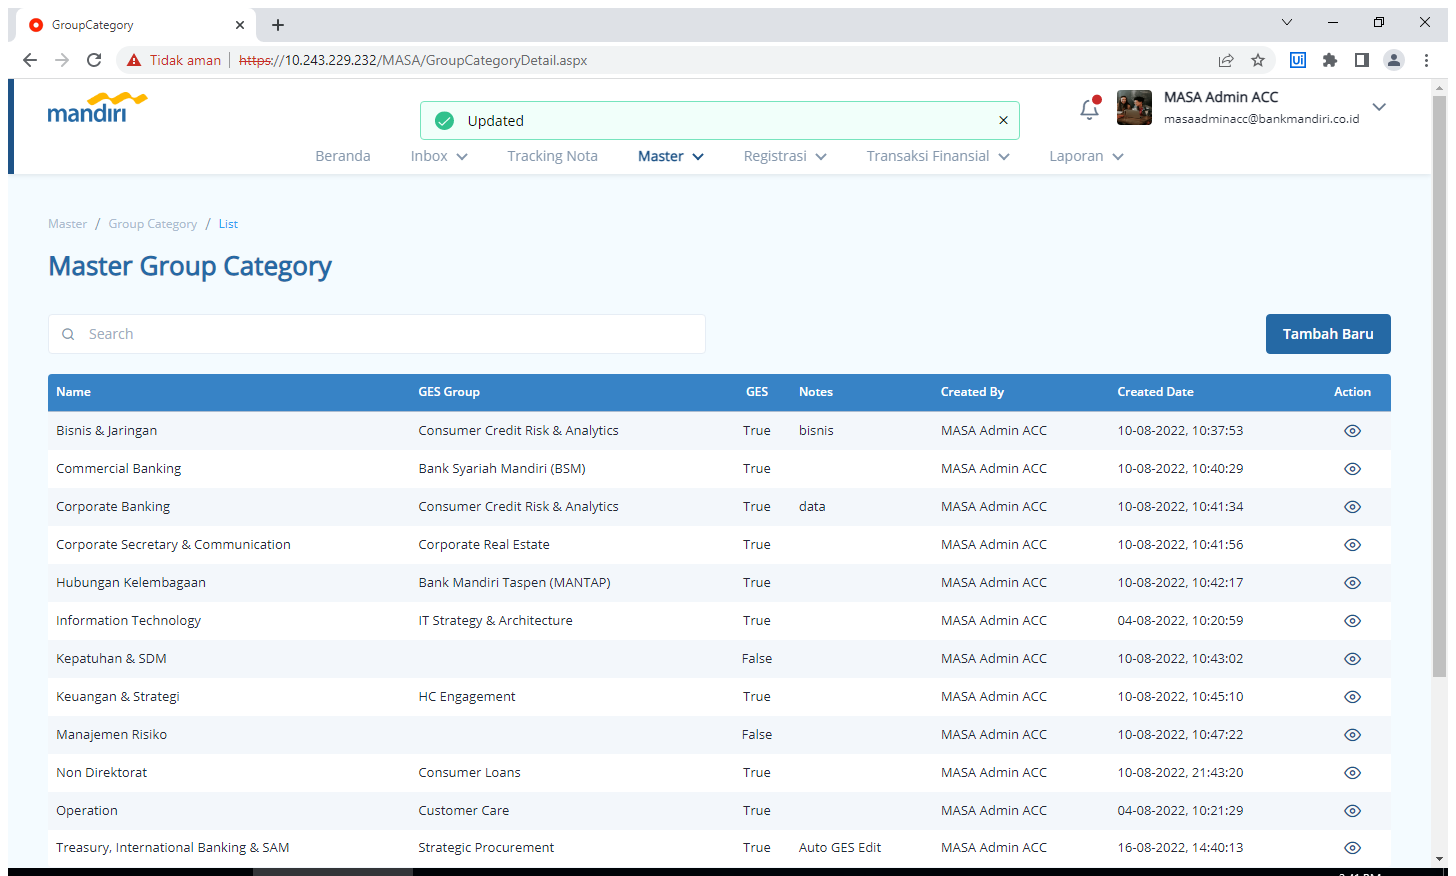 GroupCategory
Tidak aman https://10.243.229.232/MASA/GroupCategoryDetail.aspx
mandiri
Updated
MASA Admin ACC
masaadminacc@bankmandiri.co.id
Beranda Inbox Tracking Nota Master Registrasi Transaksi Finansial Laporan
Master / Group Category / List
Master Group Category
Search
Tambah Baru
Name GES Group GES Notes Created By Created Date Action
Bisnis & Jaringan Consumer Credit Risk & Analytics True bisnis MASA Admin ACC 10-08-2022, 10:37:53
Commercial Banking Bank Syariah Mandiri (BSM) True MASA Admin ACC 10-08-2022, 10:40:29
Corporate Banking Consumer Credit Risk & Analytics True data MASA Admin ACC 10-08-2022, 10:41:34
Corporate Secretary & Communication Corporate Real Estate True MASA Admin ACC 10-08-2022, 10:41:56
Hubungan Kelembagaan Bank Mandiri Taspen (MANTAP) True MASA Admin ACC 10-08-2022, 10:42:17
Information Technology IT Strategy & Architecture True MASA Admin ACC 04-08-2022, 10:20:59
Kepatuhan & SDM False MASA Admin ACC 10-08-2022, 10:43:02
Keuangan & Strategi HC Engagement True MASA Admin ACC 10-08-2022, 10:45:10
Manajemen Risiko False MASA Admin ACC 10-08-2022, 10:47:22
Non Direktorat Consumer Loans True MASA Admin ACC 10-08-2022, 21:43:20
Operation Customer Care True MASA Admin ACC 04-08-2022, 10:21:29
Treasury, International Banking & SAM Strategic Procurement True Auto GES Edit MASA Admin ACC 16-08-2022, 14:40:13